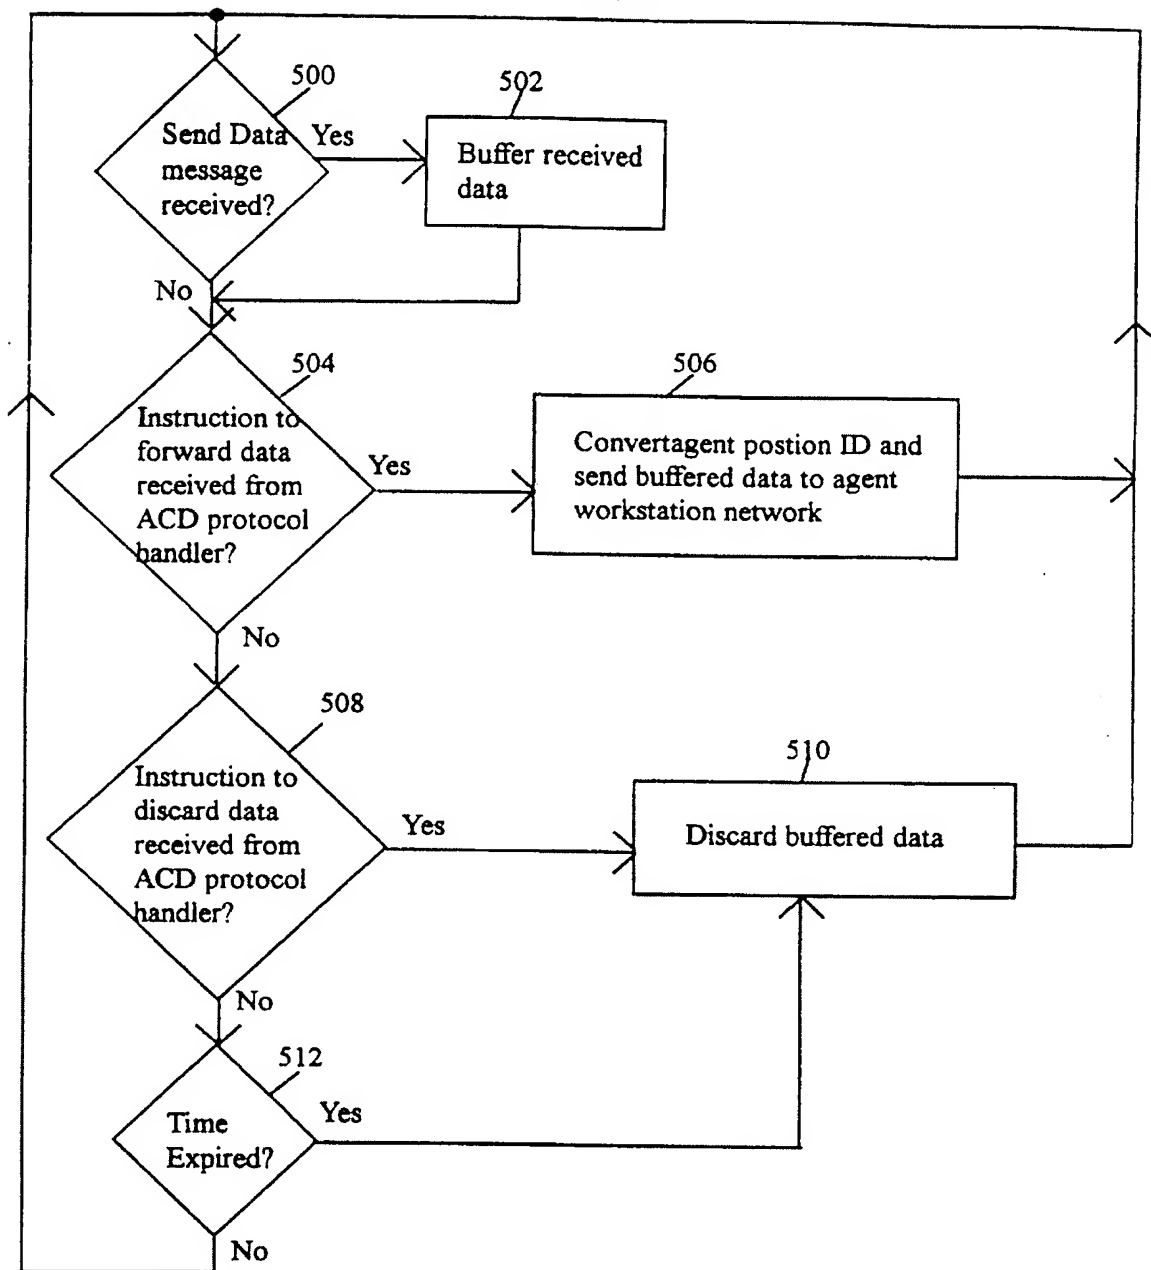 500
502
Send Data
message
received?
Yes
Buffer received
data
No
504
506
Instruction to
forward data
received from
ACD protocol
handler?
Yes
Convertagent postion ID and
send buffered data to agent
workstation network
No
508
510
Instruction to
discard data
received from
ACD protocol
handler?
Yes
Discard buffered data
No
512
Time
Expired?
Yes
No